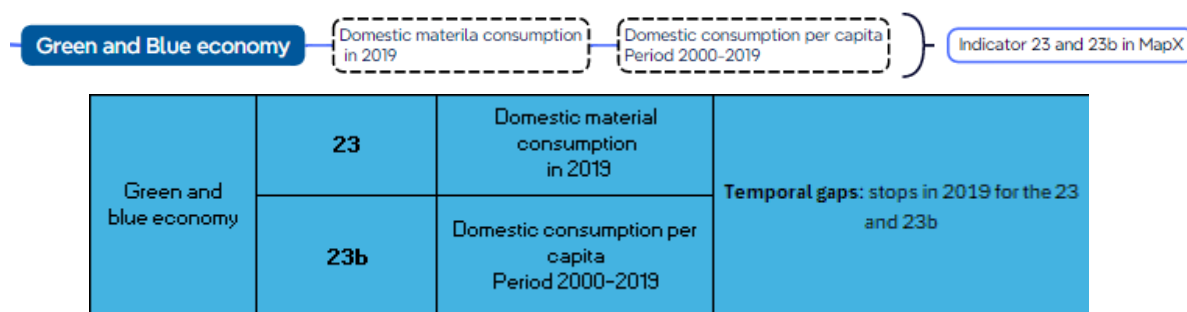 Green and Blue economy
Domestic materila consumption
in 2019
Domestic consumption per capita
Period 2000-2019
Indicator 23 and 23b in MapX
Green and
blue economy
23
Domestic material
consumption
in 2019
23b
Domestic consumption per
capita
Period 2000-2019
Temporal gaps: stops in 2019 for the 23
and 23b